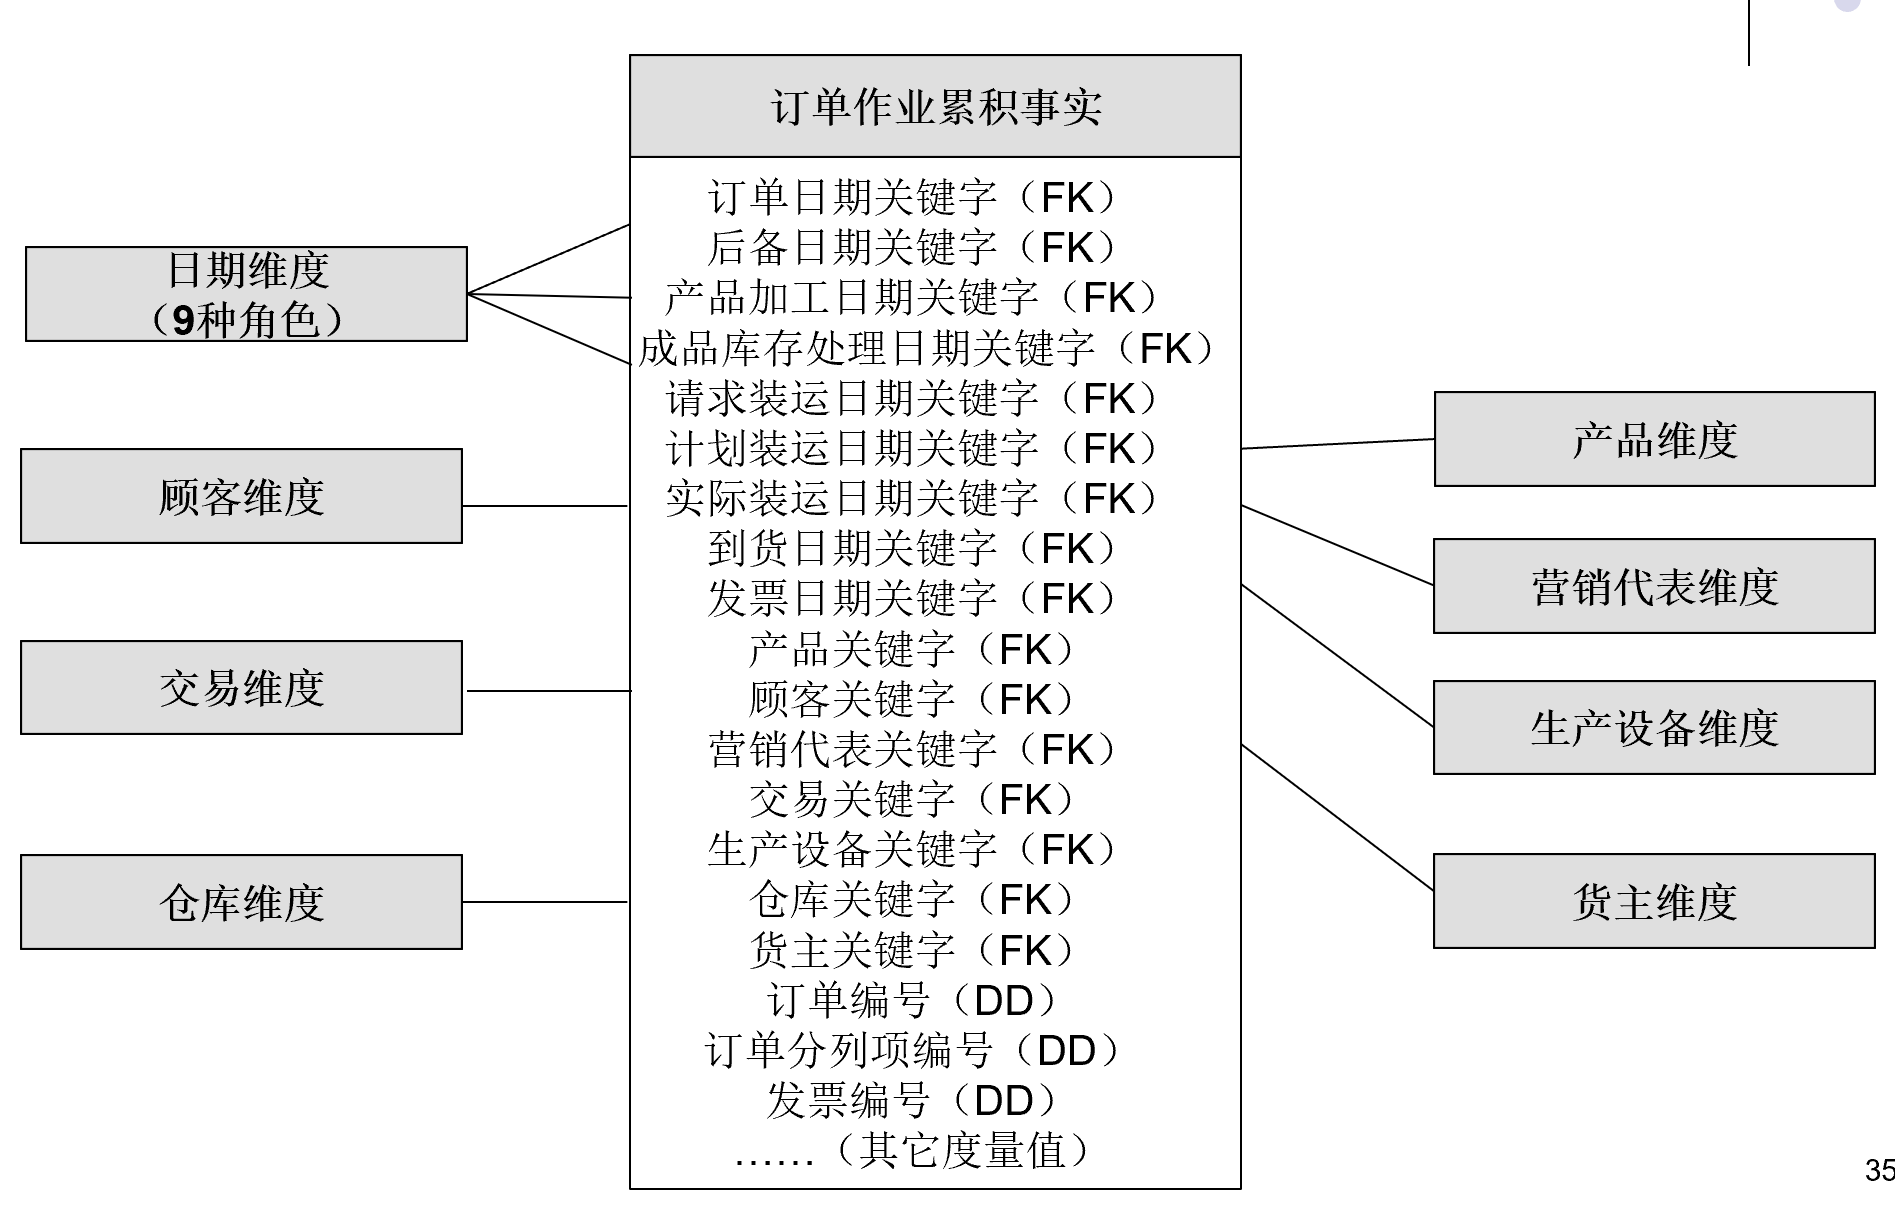 订单作业累积事实
订单日期关键字（FK）
后备日期关键字（FK）
产品加工日期关键字（FK）
成品库存处理日期关键字（FK）
请求装运日期关键字（FK）
计划装运日期关键字（FK）
实际装运日期关键字（FK）
到货日期关键字（FK）
发票日期关键字（FK）
产品关键字（FK）
顾客关键字（FK）
营销代表关键字（FK）
交易关键字（FK）
生产设备关键字（FK）
仓库关键字（FK）
货主关键字（FK）
订单编号（DD）
订单分列项编号（DD）
发票编号（DD）
……（其它度量值）
日期维度
（9种角色）
顾客维度
交易维度
仓库维度
产品维度
营销代表维度
生产设备维度
货主维度
35